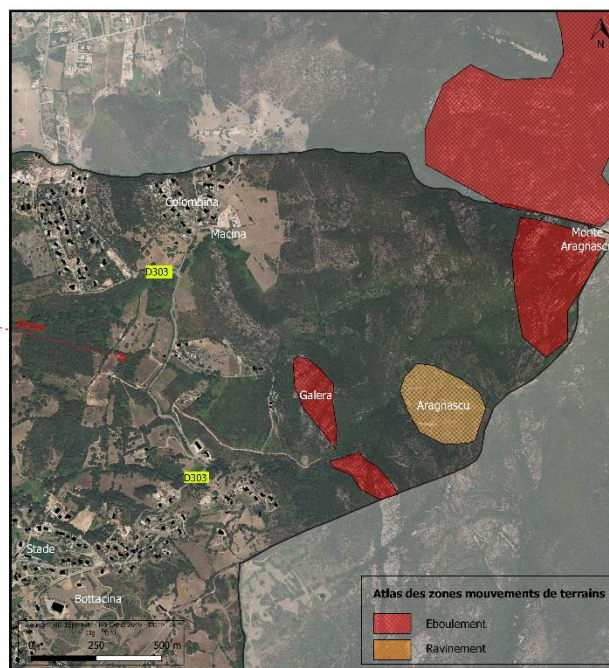 N
Colombina
Macina
Monte
Aragnascu
D303
Galera
Aragnascu
D303
Stade
Bottacina
0 250 500 m
Atlas des zones mouvements de terrains
Eboulement
Ravinement